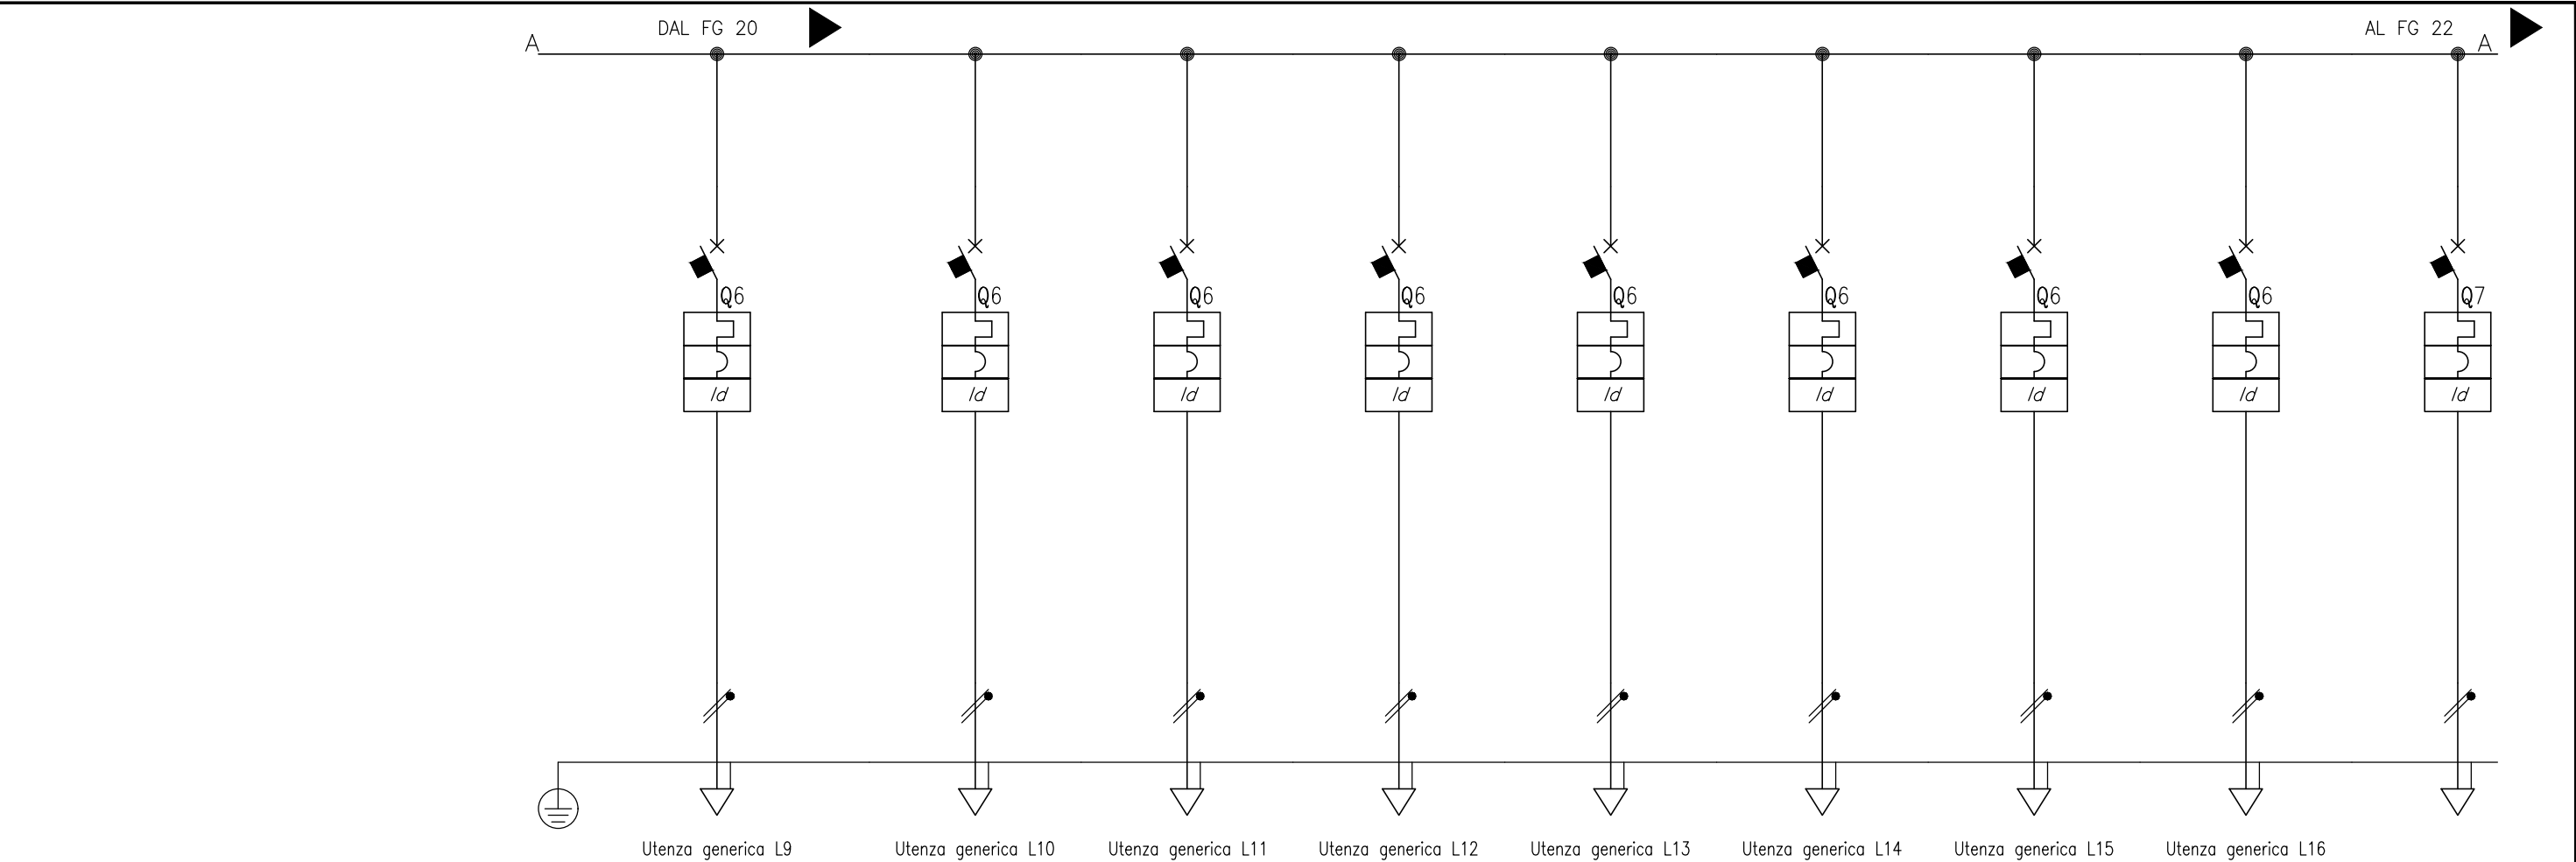 DAL FG 20
AL FG 22
A
A
Q6 Q6 Q6 Q6 Q6 Q6 Q6 Q6 Q7
Id Id Id Id Id Id Id Id Id
Utenza generica L9 Utenza generica L10 Utenza generica L11 Utenza generica L12 Utenza generica L13 Utenza generica L14 Utenza generica L15 Utenza generica L16